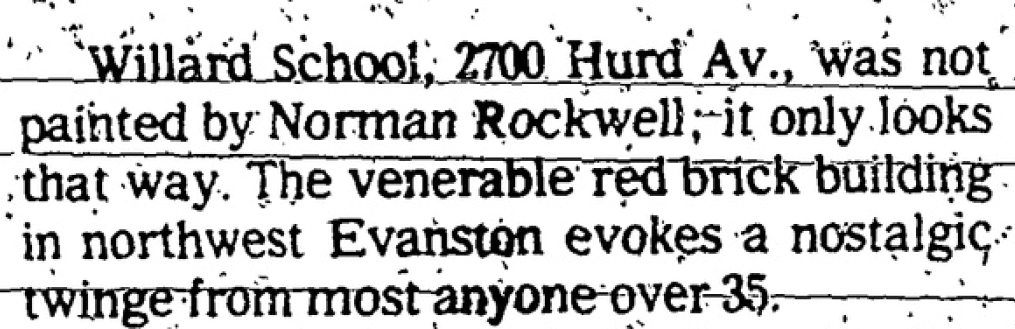 Willard School, 2700 Hurd Av., was not
painted by Norman Rockwell; it only looks
that way. The venerable red brick building
in northwest Evanston evokes a nostalgic
twinge from most anyone over 35.